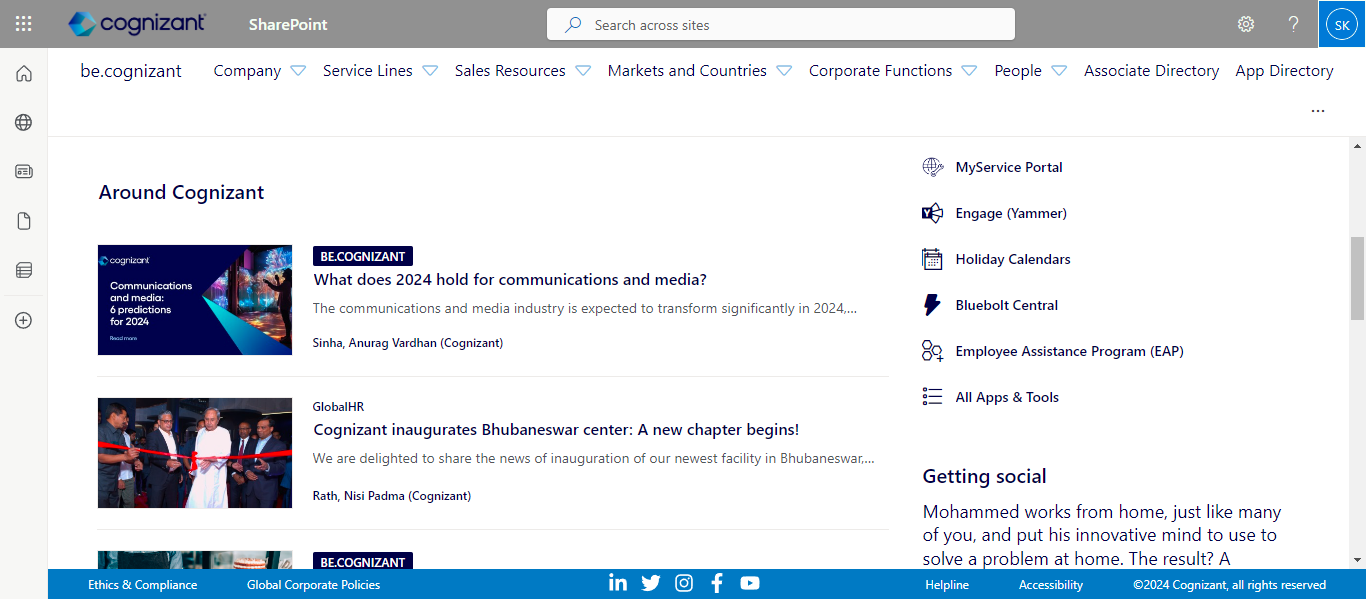 cognizant
SharePoint
Search across sites
?
SK
be.cognizant
Company
Service Lines
Sales Resources
Markets and Countries
Corporate Functions
People
Associate Directory
App Directory
...
Around Cognizant
cognizant
Communications
and media:
6 predictions
for 2024
Read more
BE.COGNIZANT
What does 2024 hold for communications and media?
The communications and media industry is expected to transform significantly in 2024,...
Sinha, Anurag Vardhan (Cognizant)
GlobalHR
Cognizant inaugurates Bhubaneswar center: A new chapter begins!
We are delighted to share the news of inauguration of our newest facility in Bhubaneswar,...
Rath, Nisi Padma (Cognizant)
BE.COGNIZANT
MyService Portal
Engage (Yammer)
Holiday Calendars
Bluebolt Central
Employee Assistance Program (EAP)
All Apps & Tools
Getting social
Mohammed works from home, just like many
of you, and put his innovative mind to use to
solve a problem at home. The result? A
Ethics & Compliance
Global Corporate Policies
Helpline
Accessibility
©2024 Cognizant, all rights reserved